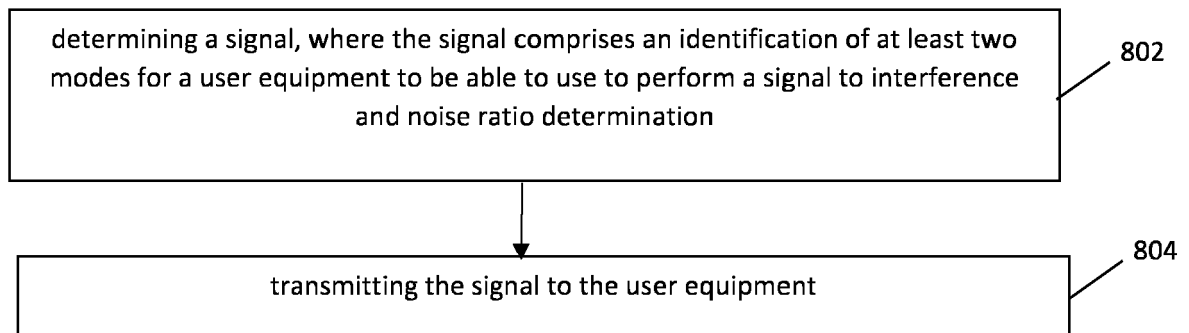 determining a signal, where the signal comprises an identification of at least two
modes for a user equipment to be able to use to perform a signal to interference
and noise ratio determination
802
transmitting the signal to the user equipment
804